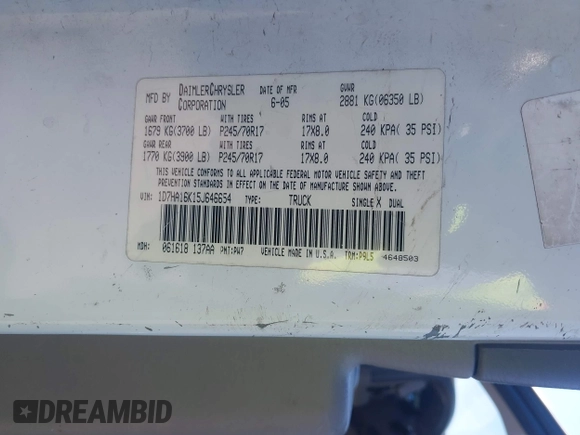 MFD BY DAIMLERCHRYSLER CORPORATION DATE OF MFR 6-05 GVWR 2881 KG(06350 LB)
GAWR FRONT WITH TIRES RIMS AT COLD
1679 KG(3700 LB) P245/70R17 17X8.0 240 KPA( 35 PSI)
GAWR REAR WITH TIRES RIMS AT COLD
1770 KG(3900 LB) P245/70R17 17X8.0 240 KPA( 35 PSI)
THIS VEHICLE CONFORMS TO ALL APPLICABLE FEDERAL MOTOR VEHICLE SAFETY AND THEFT
PREVENTION STANDARDS IN EFFECT ON THE DATE OF MANUFACTURE SHOWN ABOVE.
VIN: 1D7HA16K15J646654 TYPE: TRUCK SINGLE X DUAL
MDH: 061618 137AA PNT:PW7 VEHICLE MADE IN U.S.A. TRM:P9L5 4648503
DREAMBID